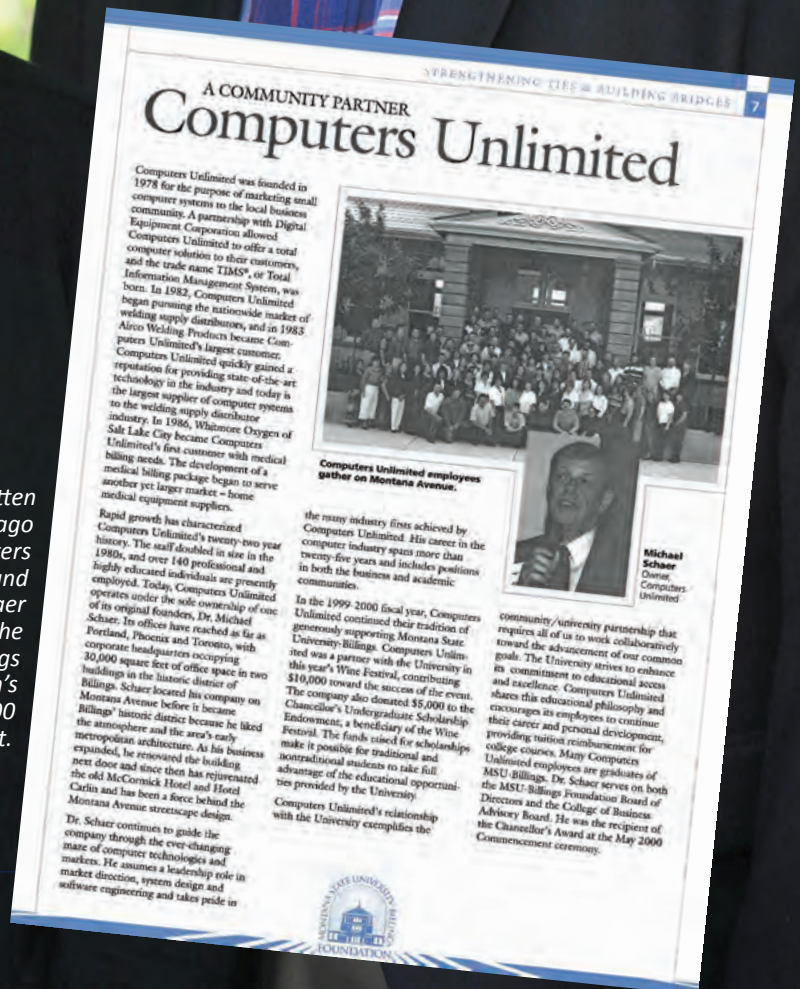 tten
ago
ers
and
aer
he
gs
n's
00
t.
STRENGTHENING TIES BUILDING BRIDGES 7
A COMMUNITY PARTNER
Computers Unlimited
Computers Unlimited was founded in
1978 for the purpose of marketing small
computer systems to the local business
community. A partnership with Digital
Equipment Corporation allowed
Computers Unlimited to offer a total
computer solution to their customers,
and the trade name TIMS®, or Total
Information Management System, was
born. In 1982, Computers Unlimited
began pursuing the nationwide market of
welding supply distributors, and in 1983
Airco Welding Products became Com-
puters Unlimited's largest customer.
Computers Unlimited quickly gained a
reputation for providing state-of-the-art
technology in the industry and today is
the largest supplier of computer systems
to the welding supply distributor
industry. In 1986, Whitmore Oxygen of
Salt Lake City became Computers
Unlimited's first customer with medical
billing needs. The development of a
medical billing package began to serve
another yet larger market – home
medical equipment suppliers.
Rapid growth has characterized
Computers Unlimited's twenty-two year
history. The staff doubled in size in the
1980s, and over 140 professional and
highly educated individuals are presently
employed. Today, Computers Unlimited
operates under the sole ownership of one
of its original founders, Dr. Michael
Schaer. Its offices have reached as far as
Portland, Phoenix and Toronto, with
corporate headquarters occupying
30,000 square feet of office space in two
buildings in the historic district of
Billings. Schaer located his company on
Montana Avenue before it became
Billings' historic district because he liked
the atmosphere and the area's early
metropolitan architecture. As his business
expanded, he renovated the building
next door and since then has rejuvenated
the old McCormick Hotel and Hotel
Carlin and has been a force behind the
Montana Avenue streetscape design.
Dr. Schaer continues to guide the
company through the ever-changing
maze of computer technologies and
markets. He assumes a leadership role in
market direction, system design and
software engineering and takes pride in
Computers Unlimited employees
gather on Montana Avenue.
the many industry firsts achieved by
Computers Unlimited. His career in the
computer industry spans more than
twenty-five years and includes positions
in both the business and academic
communities.
In the 1999-2000 fiscal year, Computers
Unlimited continued their tradition of
generously supporting Montana State
University-Billings. Computers Unlim-
ited was a partner with the University in
this year's Wine Festival, contributing
$10,000 toward the success of the event.
The company also donated $5,000 to the
Chancellor's Undergraduate Scholarship
Endowment, a beneficiary of the Wine
Festival. The funds raised for scholarships
make it possible for traditional and
nontraditional students to take full
advantage of the educational opportuni-
ties provided by the University.
Computers Unlimited's relationship
with the University exemplifies the
Michael
Schaer
Owner,
Computers
Unlimited
community/university partnership that
requires all of us to work collaboratively
toward the advancement of our common
goals. The University strives to enhance
its commitment to educational access
and excellence. Computers Unlimited
shares this educational philosophy and
encourages its employees to continue
their career and personal development,
providing tuition reimbursement for
college courses. Many Computers
Unlimited employees are graduates of
MSU-Billings. Dr. Schaer serves on both
the MSU-Billings Foundation Board of
Directors and the College of Business
Advisory Board. He was the recipient of
the Chancellor's Award at the May 2000
Commencement ceremony.
MONTANA STATE UNIVERSITY BILLINGS
FOUNDATION